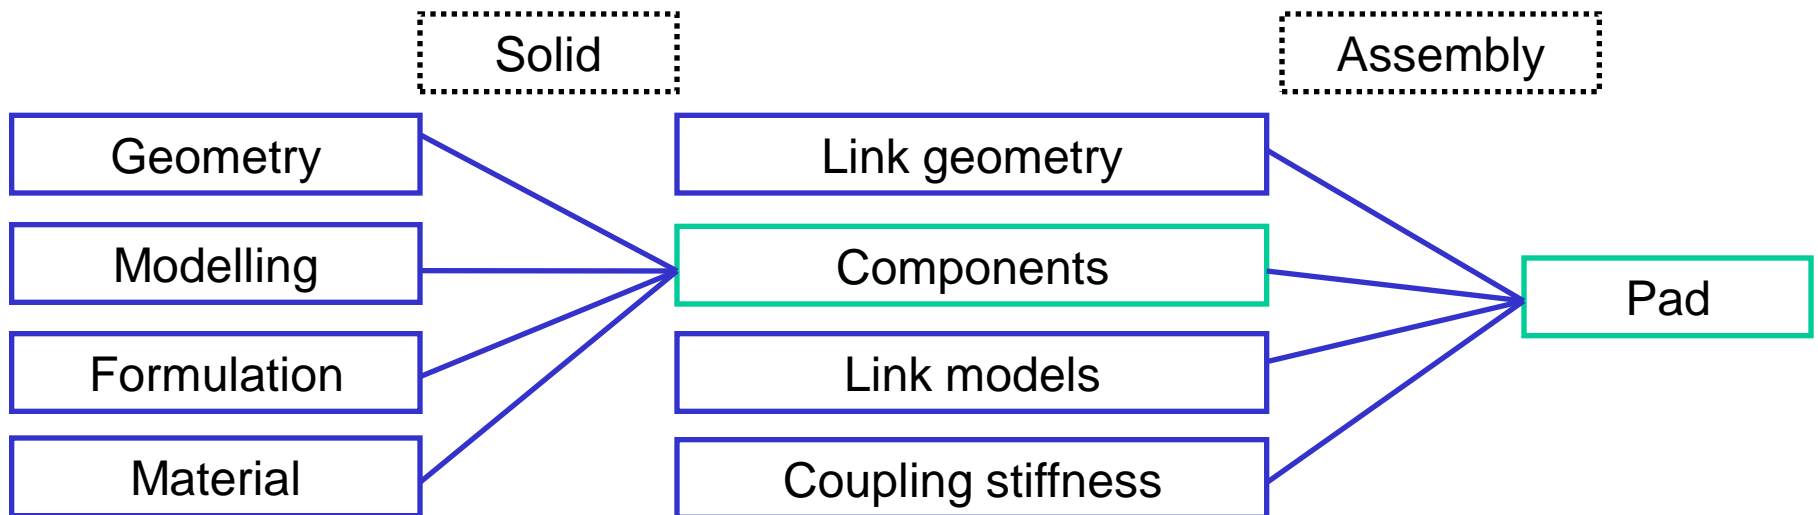 Solid
Assembly
Geometry
Link geometry
Modelling
Components
Pad
Formulation
Link models
Material
Coupling stiffness